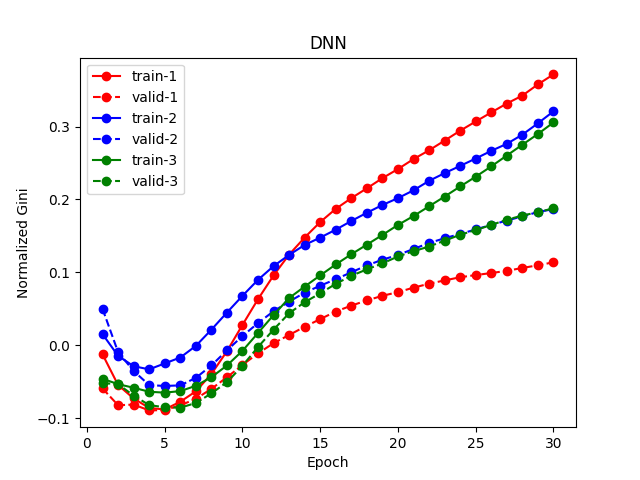 DNN
train-1
valid-1
train-2
valid-2
train-3
valid-3
Normalized Gini
0.3
0.2
0.1
0.0
−0.1
0 5 10 15 20 25 30
Epoch